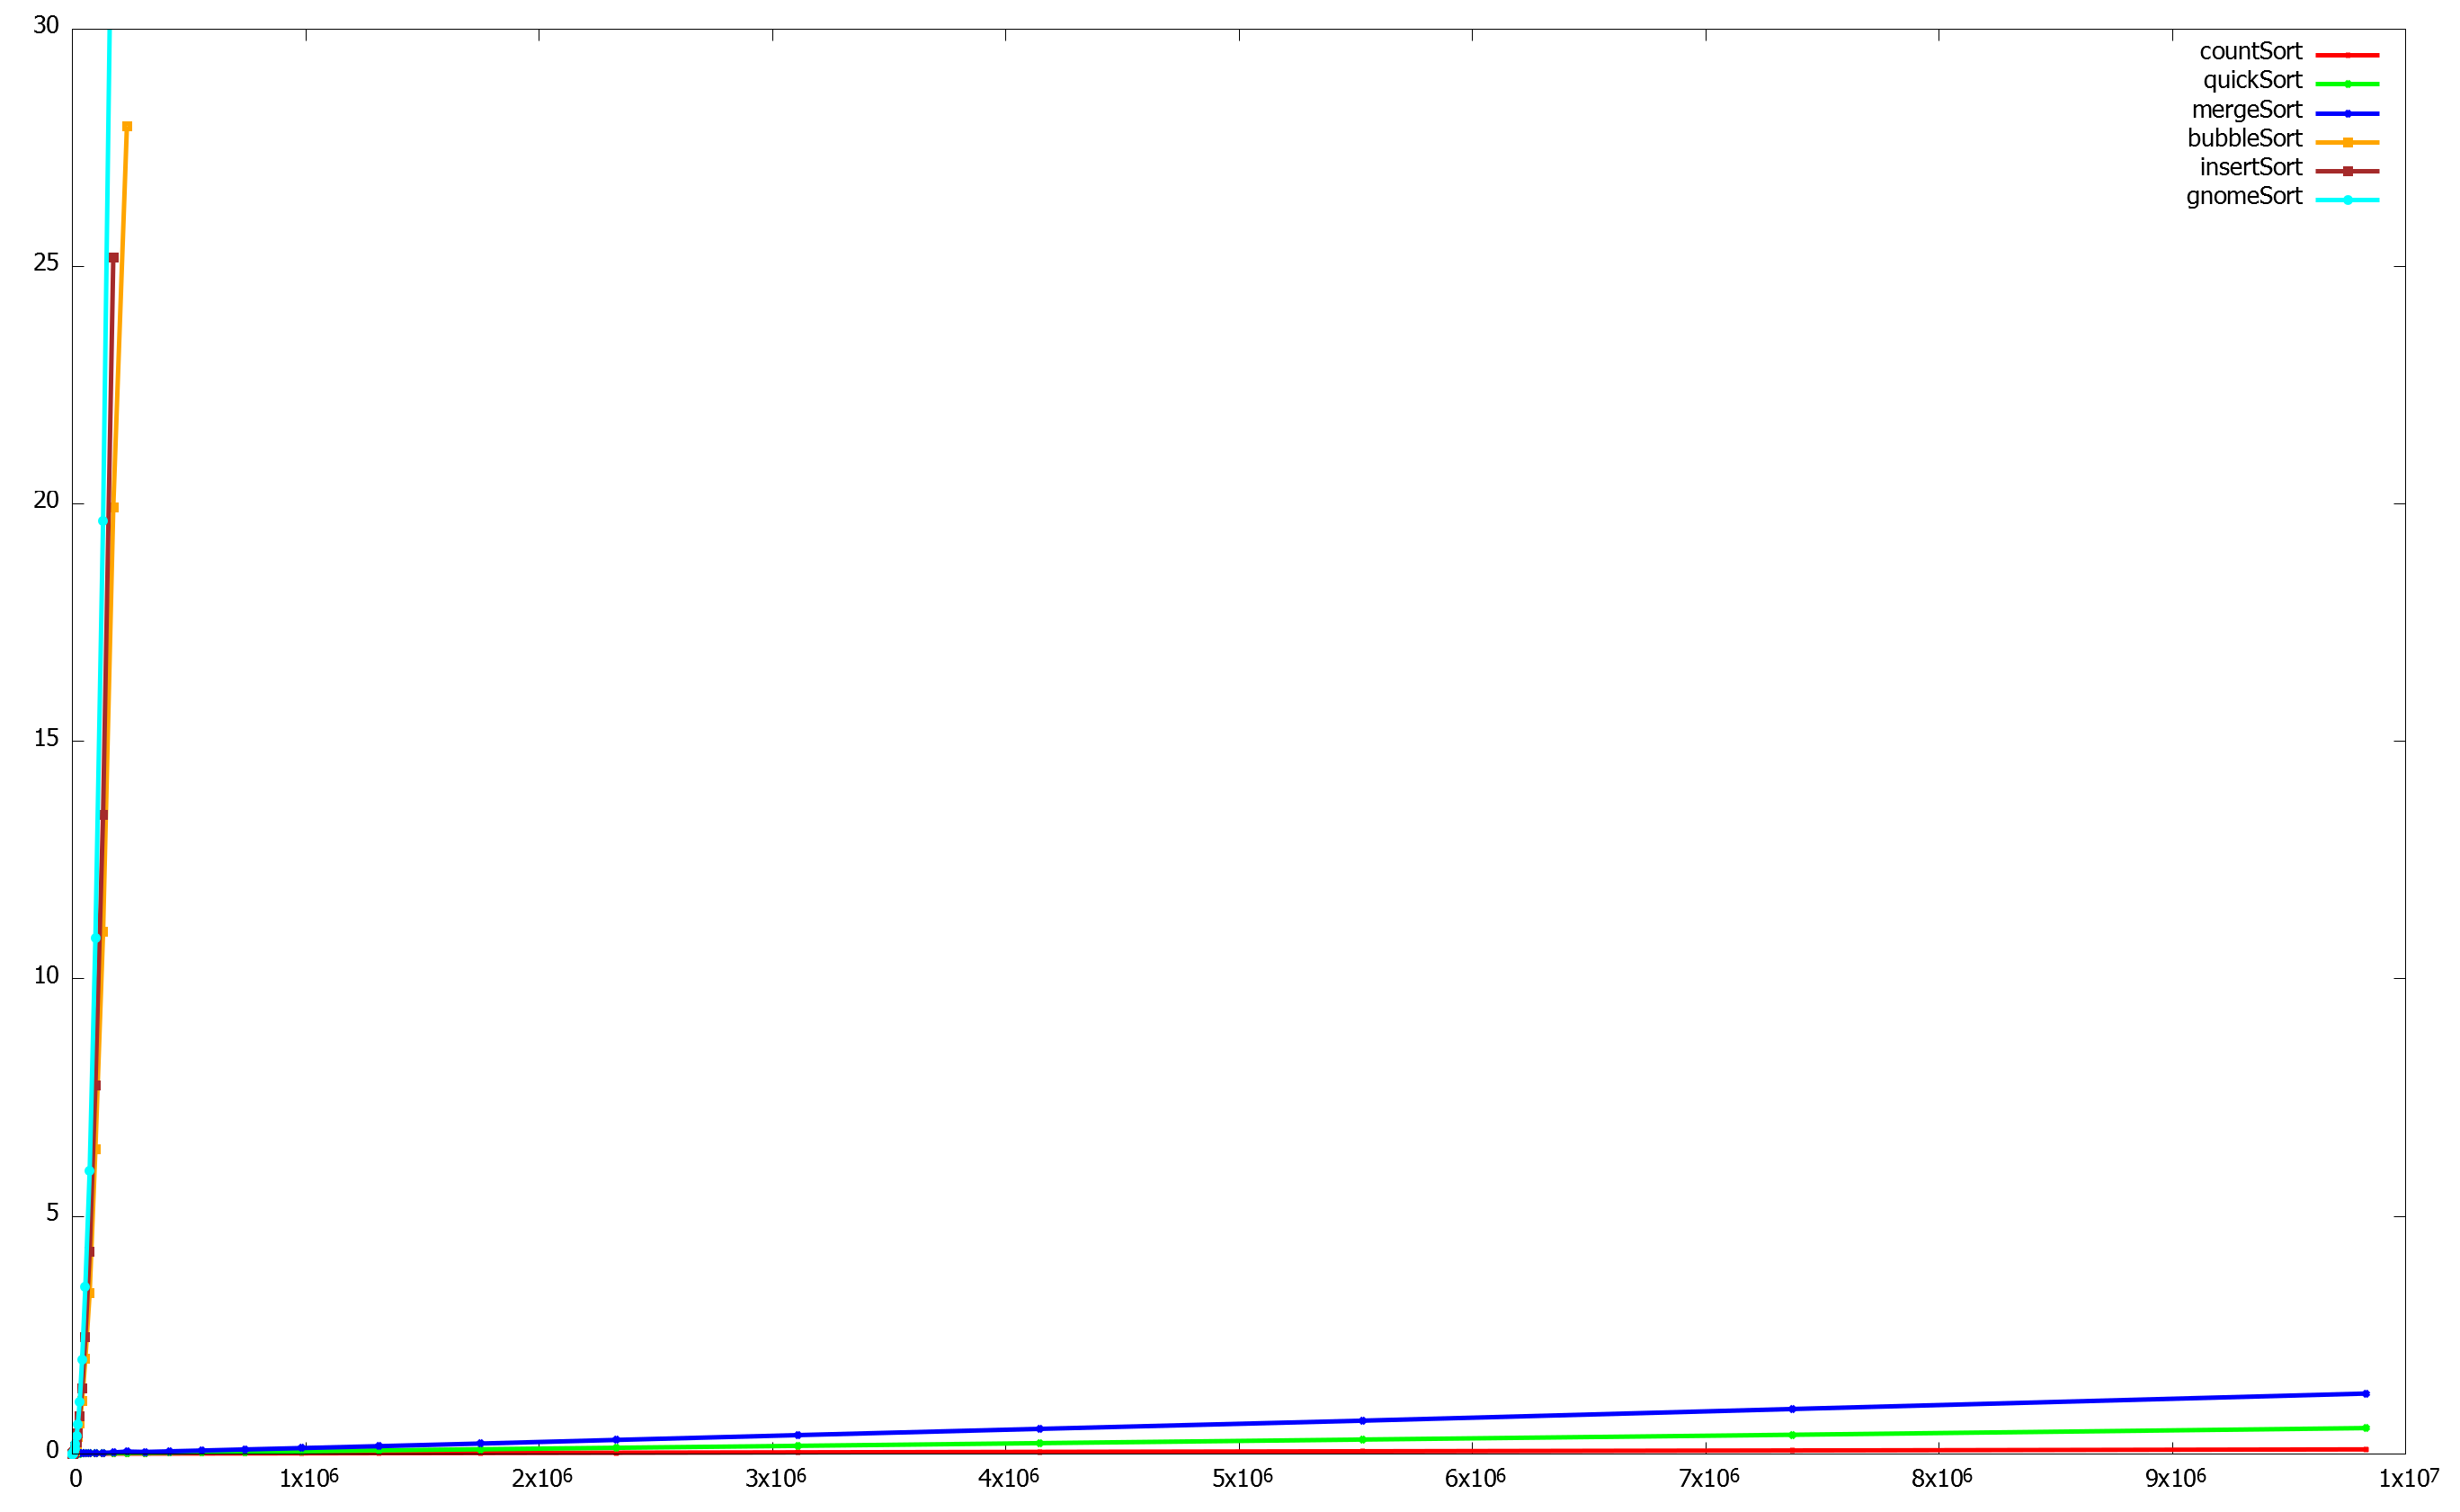 30
25
20
15
10
5
0
0 1x10⁶ 2x10⁶ 3x10⁶ 4x10⁶ 5x10⁶ 6x10⁶ 7x10⁶ 8x10⁶ 9x10⁶ 1x10⁷
countSort
quickSort
mergeSort
bubbleSort
insertSort
gnomeSort